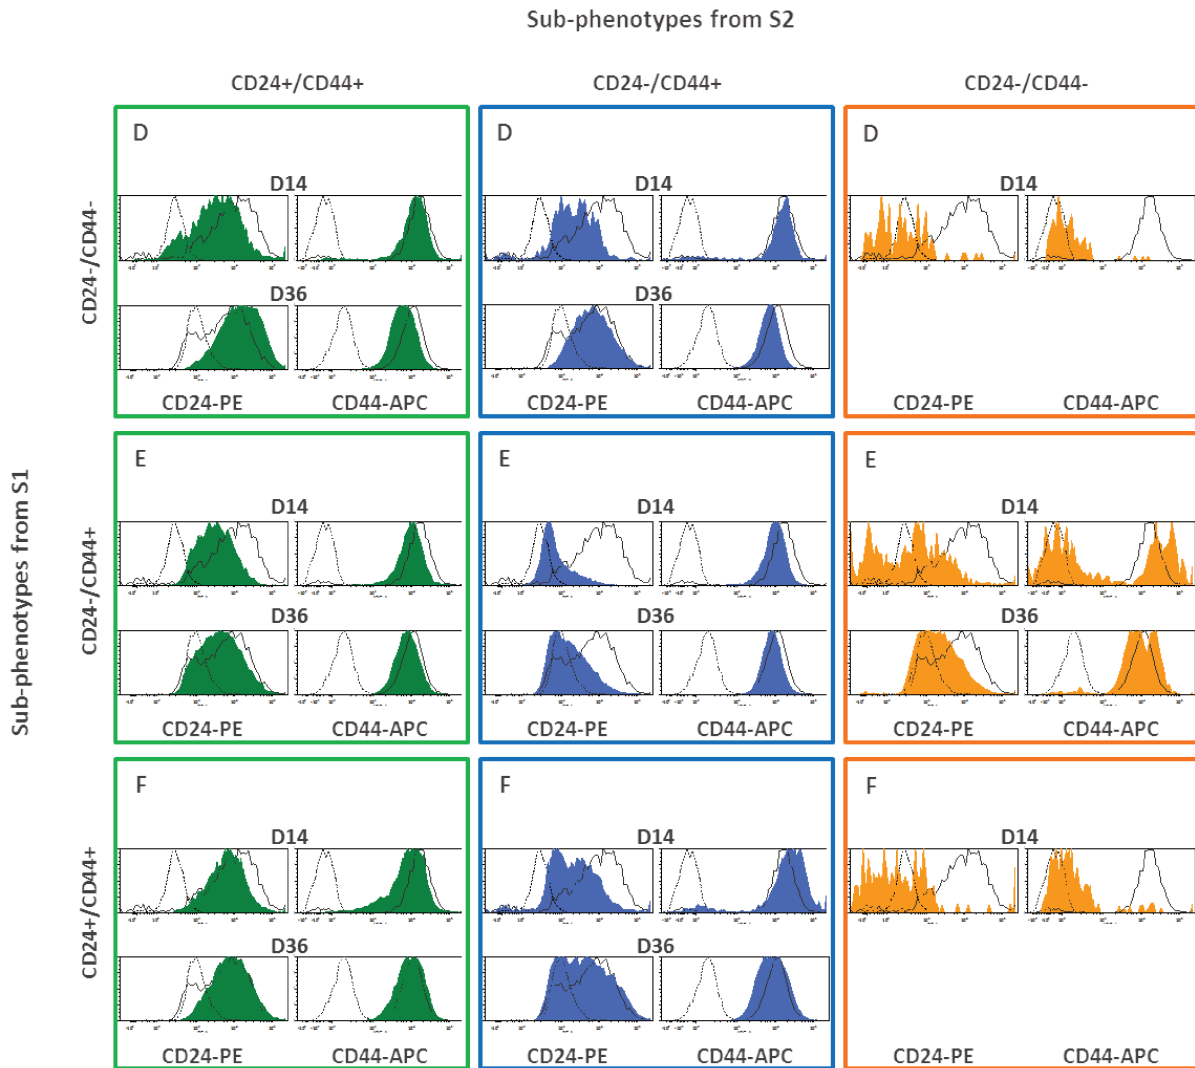 Sub-phenotypes from S2
CD24+/CD44+ CD24-/CD44+ CD24-/CD44-
Sub-phenotypes from S1
CD24-/CD44-
D D D
D14 D14 D14
D36 D36
CD24-PE CD44-APC CD24-PE CD44-APC CD24-PE CD44-APC
CD24-/CD44+
E E E
D14 D14 D14
D36 D36 D36
CD24-PE CD44-APC CD24-PE CD44-APC CD24-PE CD44-APC
CD24+/CD44+
F F F
D14 D14 D14
D36 D36
CD24-PE CD44-APC CD24-PE CD44-APC CD24-PE CD44-APC